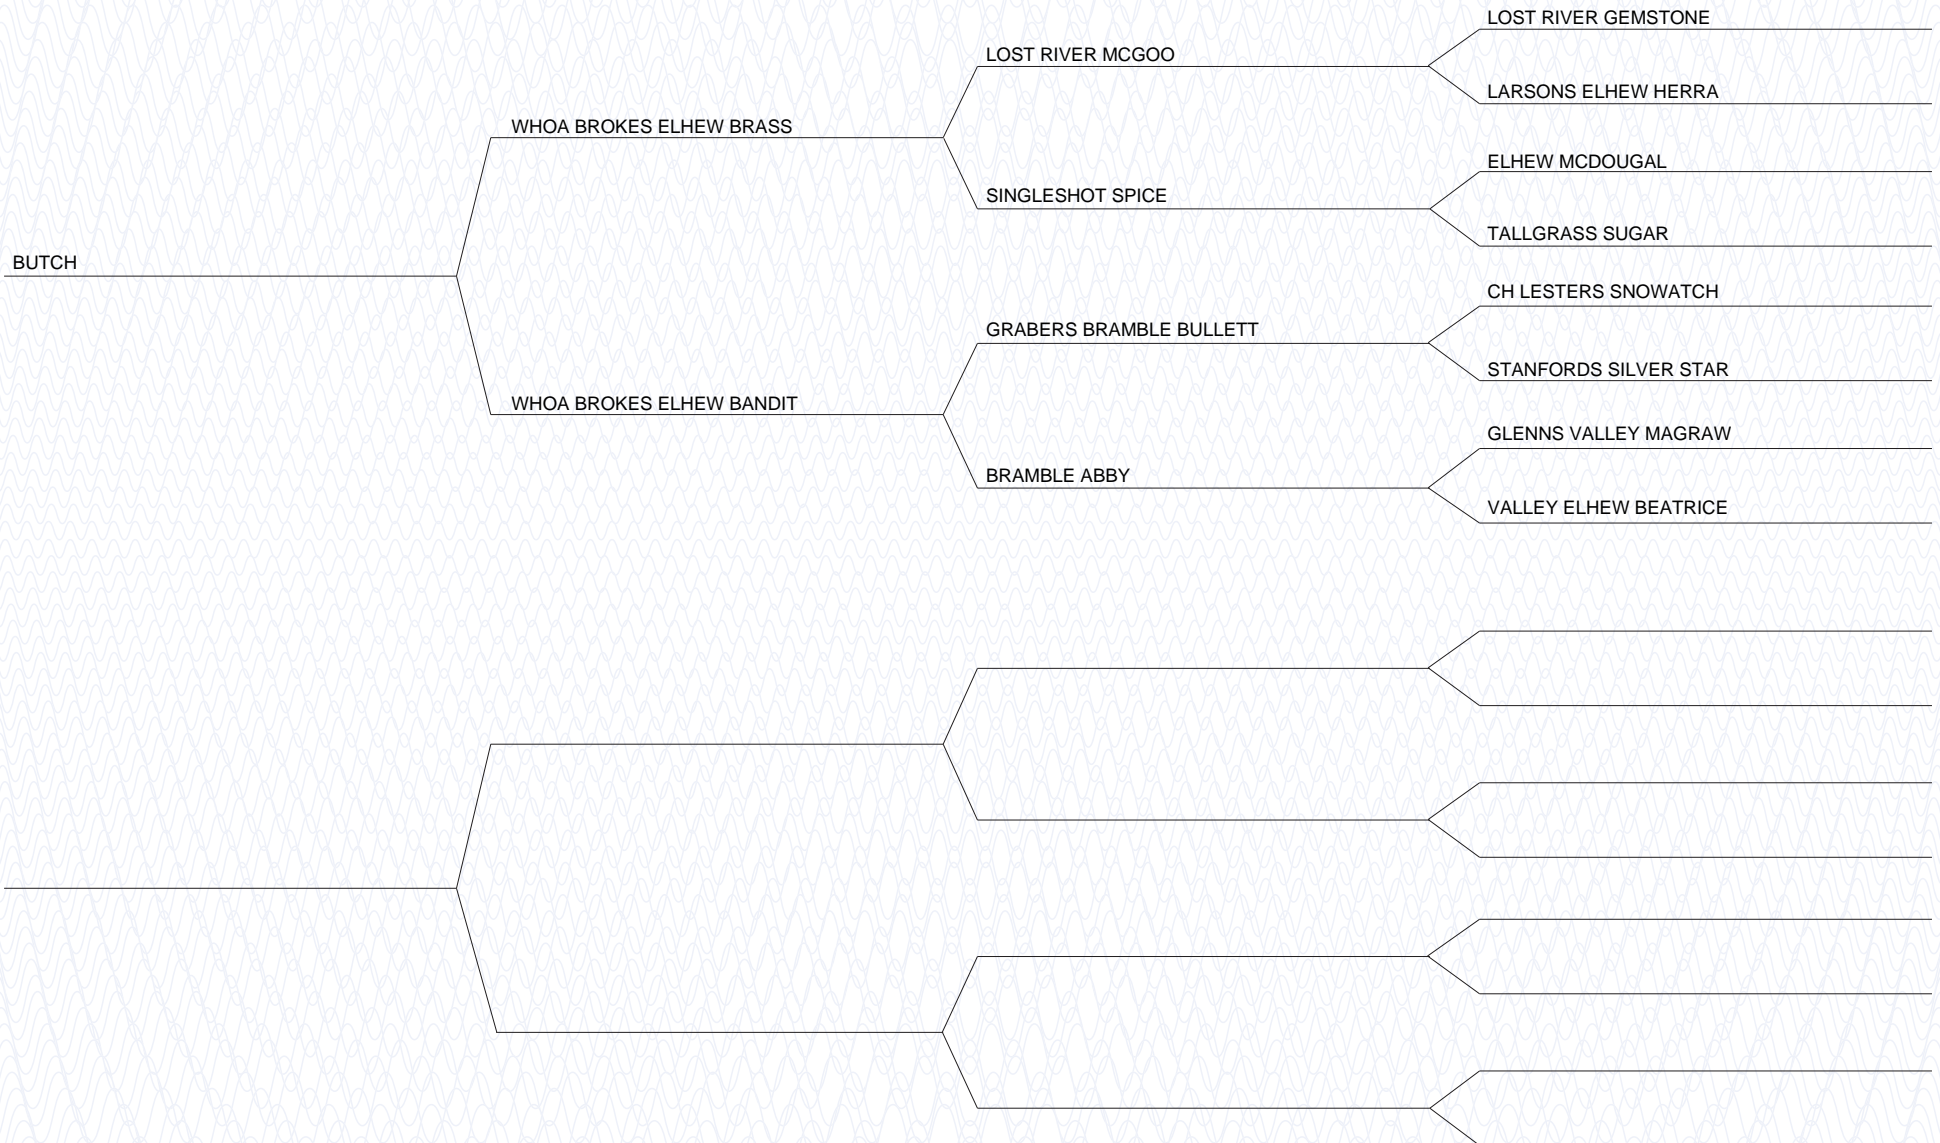 LOST RIVER GEMSTONE
LOST RIVER MCGOO
LARSONS ELHEW HERRA
WHOA BROKES ELHEW BRASS
ELHEW MCDOUGAL
SINGLESHOT SPICE
TALLGRASS SUGAR
BUTCH
CH LESTERS SNOWATCH
GRABERS BRAMBLE BULLETT
STANFORDS SILVER STAR
WHOA BROKES ELHEW BANDIT
GLENNS VALLEY MAGRAW
BRAMBLE ABBY
VALLEY ELHEW BEATRICE